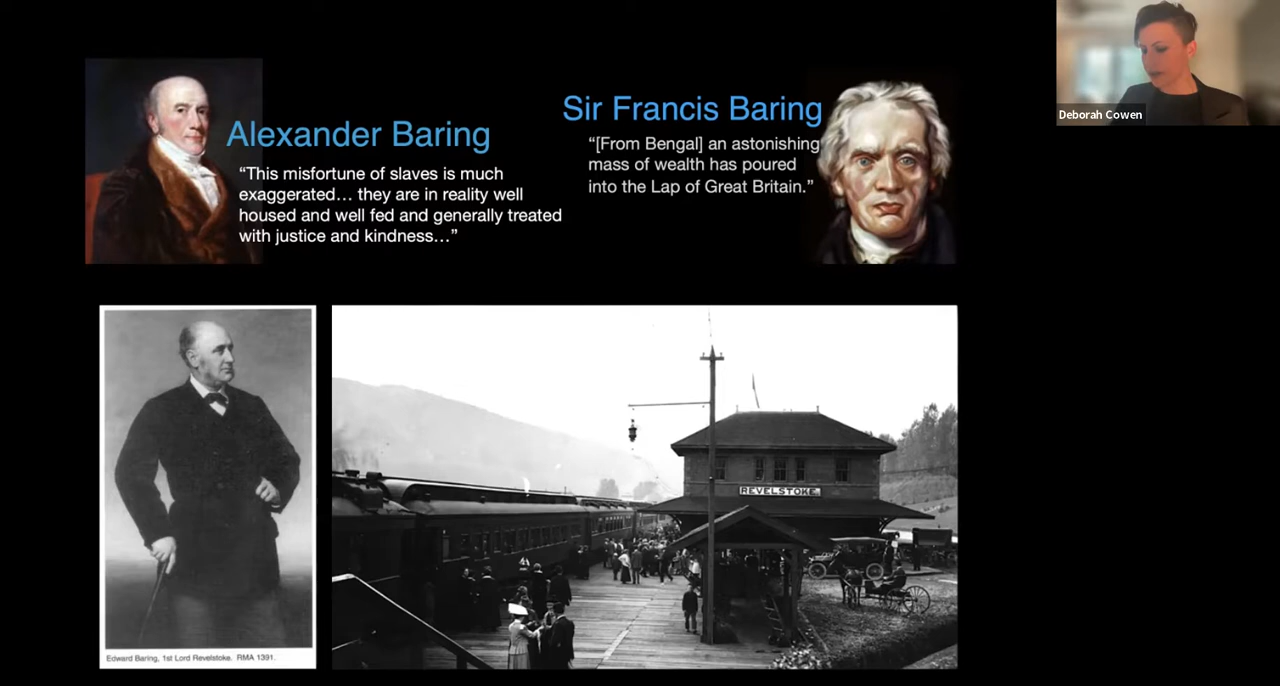 Deborah Cowen
Alexander Baring
“This misfortune of slaves is much
exaggerated… they are in reality well
housed and well fed and generally treated
with justice and kindness…”
Sir Francis Baring
“[From Bengal] an astonishing
mass of wealth has poured
into the Lap of Great Britain.”
Edward Baring, 1st Lord Revelstoke. RMA 1391.
REVELSTOKE